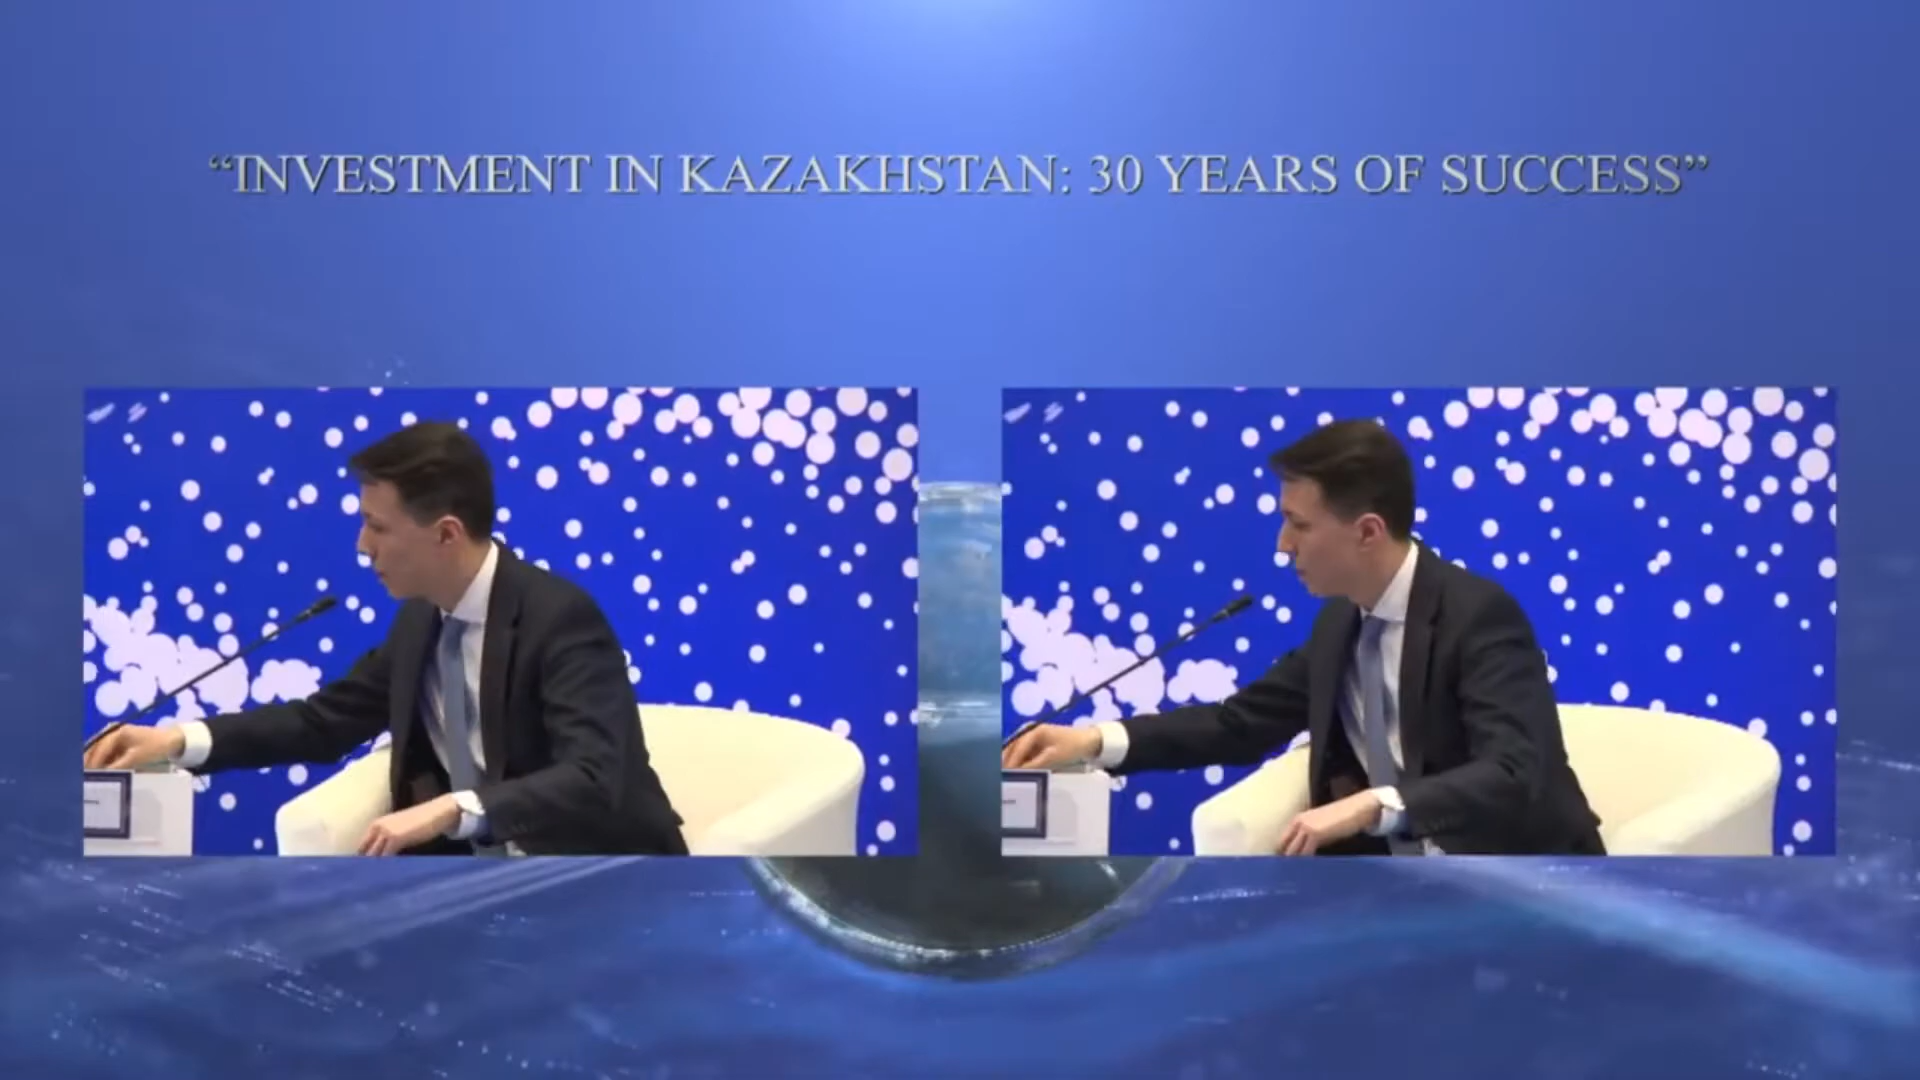 “INVESTMENT IN KAZAKHSTAN: 30 YEARS OF SUCCESS”